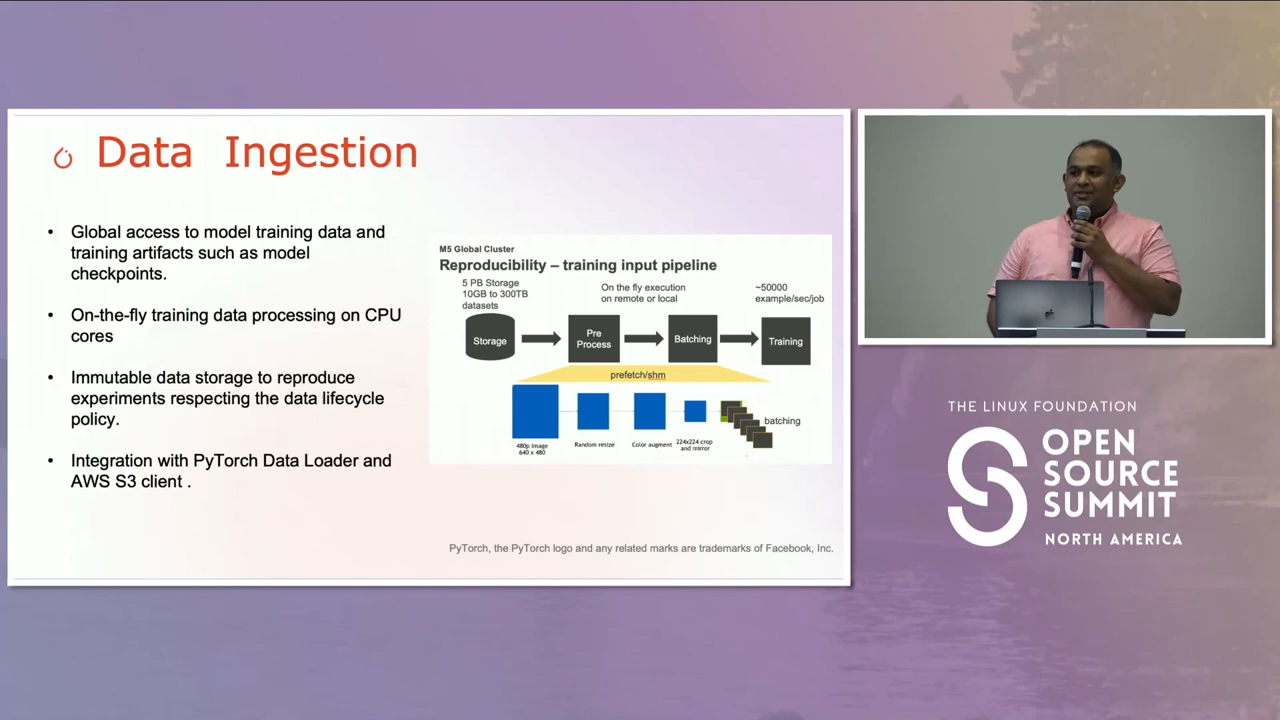 Data Ingestion
• Global access to model training data and
training artifacts such as model
checkpoints.
• On-the-fly training data processing on CPU
cores
• Immutable data storage to reproduce
experiments respecting the data lifecycle
policy.
• Integration with PyTorch Data Loader and
AWS S3 client .
M5 Global Cluster
Reproducibility – training input pipeline
5 PB Storage
10GB to 300TB
datasets
On the fly execution
on remote or local
~50000
example/sec/job
Storage
Pre
Process
Batching
Training
prefetch/shm
480p image
640 x 480
Random resize
Color augment
224x224 crop
and mirror
batching
PyTorch, the PyTorch logo and any related marks are trademarks of Facebook, Inc.
THE LINUX FOUNDATION
OPEN
SOURCE
SUMMIT
NORTH AMERICA